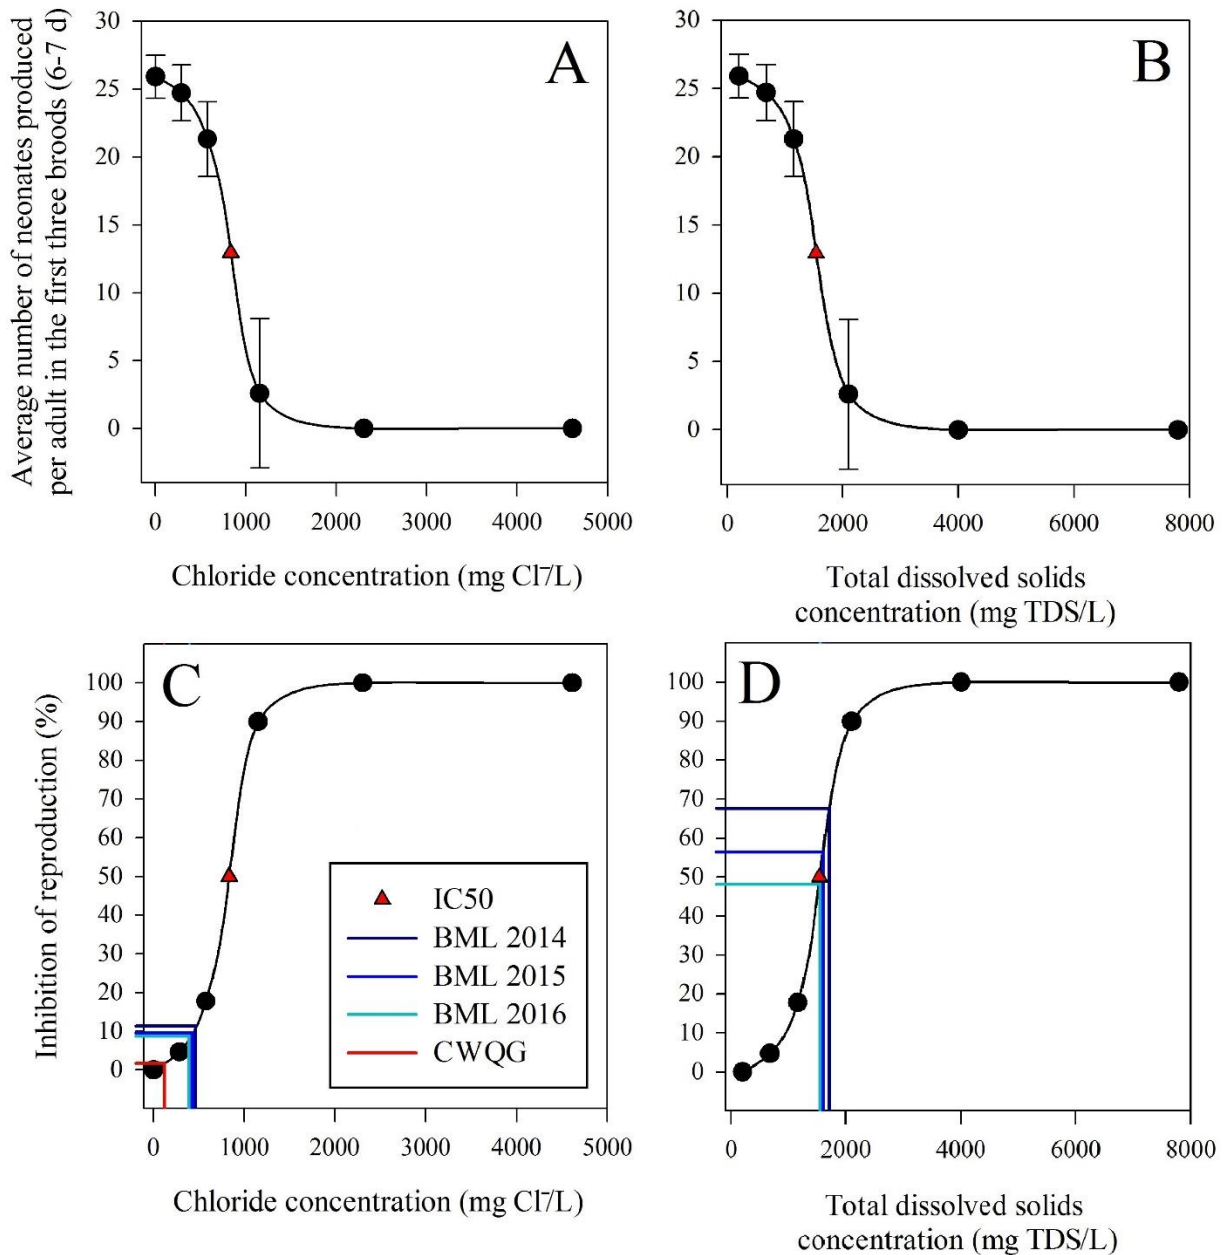 Average number of neonates produced
per adult in the first three broods (6-7 d)
30
25
20
15
10
5
0
A
0 1000 2000 3000 4000 5000
Chloride concentration (mg Cl⁻/L)
30
25
20
15
10
5
0
B
0 2000 4000 6000 8000
Total dissolved solids
concentration (mg TDS/L)
Inhibition of reproduction (%)
100
90
80
70
60
50
40
30
20
10
0
C
IC50
BML 2014
BML 2015
BML 2016
CWQG
0 1000 2000 3000 4000 5000
Chloride concentration (mg Cl⁻/L)
100
90
80
70
60
50
40
30
20
10
0
D
0 2000 4000 6000 8000
Total dissolved solids
concentration (mg TDS/L)